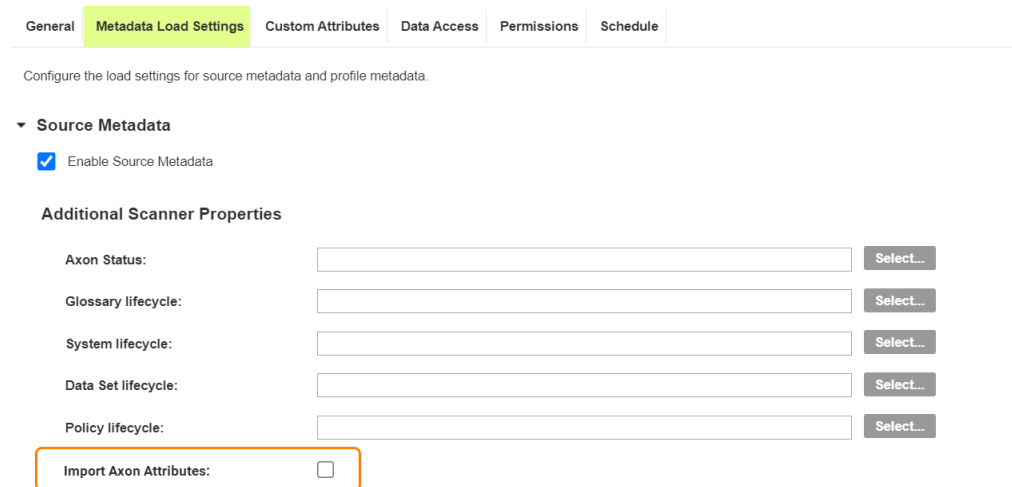 General Metadata Load Settings Custom Attributes Data Access Permissions Schedule
Configure the load settings for source metadata and profile metadata.
Source Metadata
Enable Source Metadata
Additional Scanner Properties
Axon Status: Select...
Glossary lifecycle: Select...
System lifecycle: Select...
Data Set lifecycle: Select...
Policy lifecycle: Select...
Import Axon Attributes: